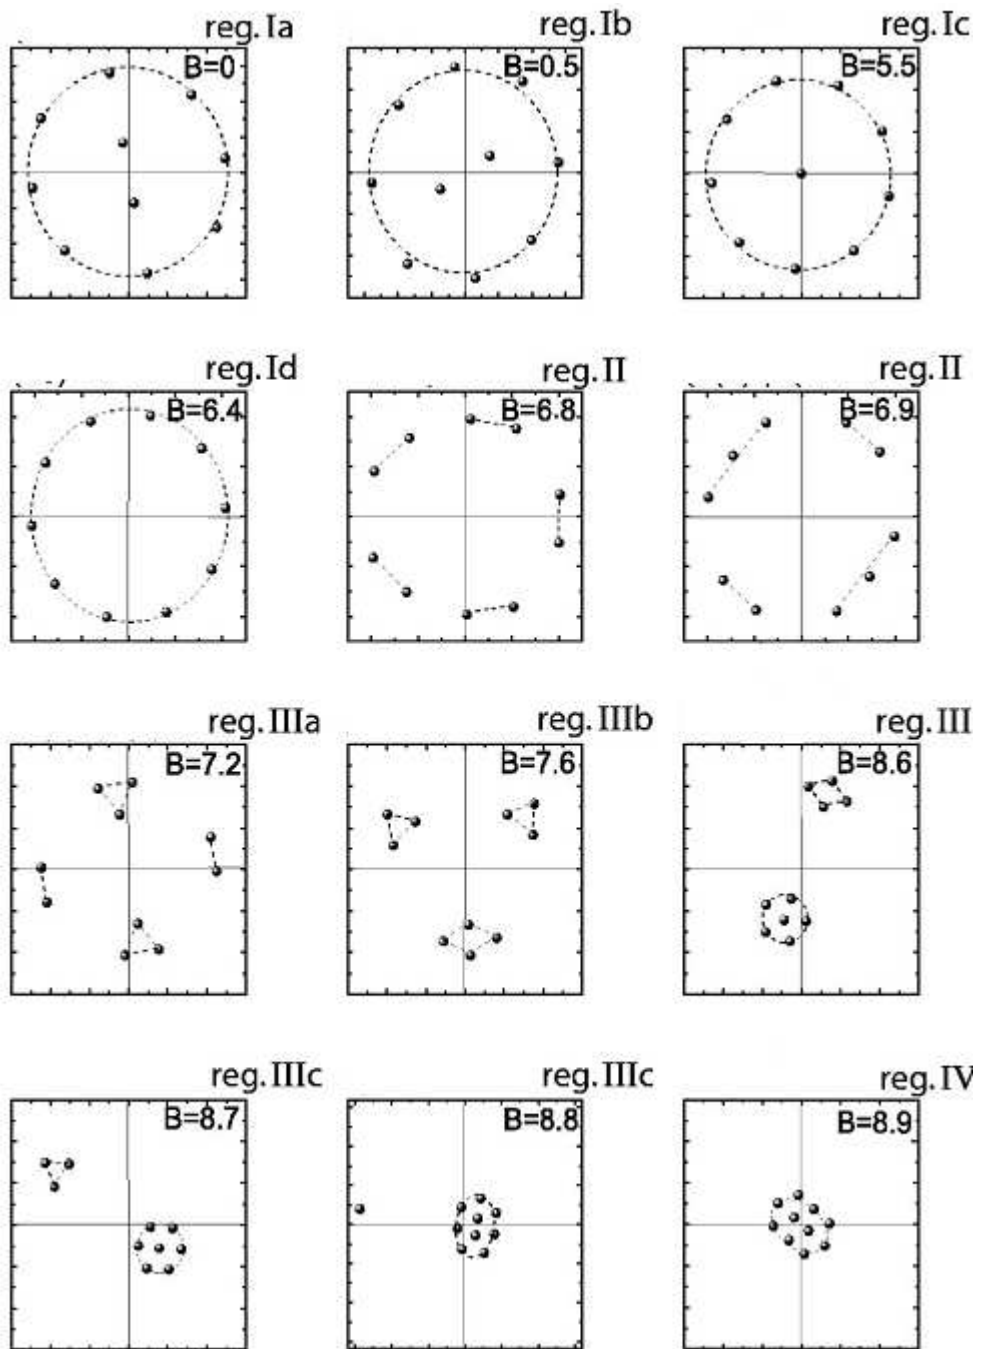 reg.Ia
B=0
reg.Ib
B=0.5
reg.Ic
B=5.5
reg.Id
B=6.4
reg.II
B=6.8
reg.II
B=6.9
reg.IIIa
B=7.2
reg.IIIb
B=7.6
reg.III
B=8.6
reg.IIIc
B=8.7
reg.IIIc
B=8.8
reg.IV
B=8.9